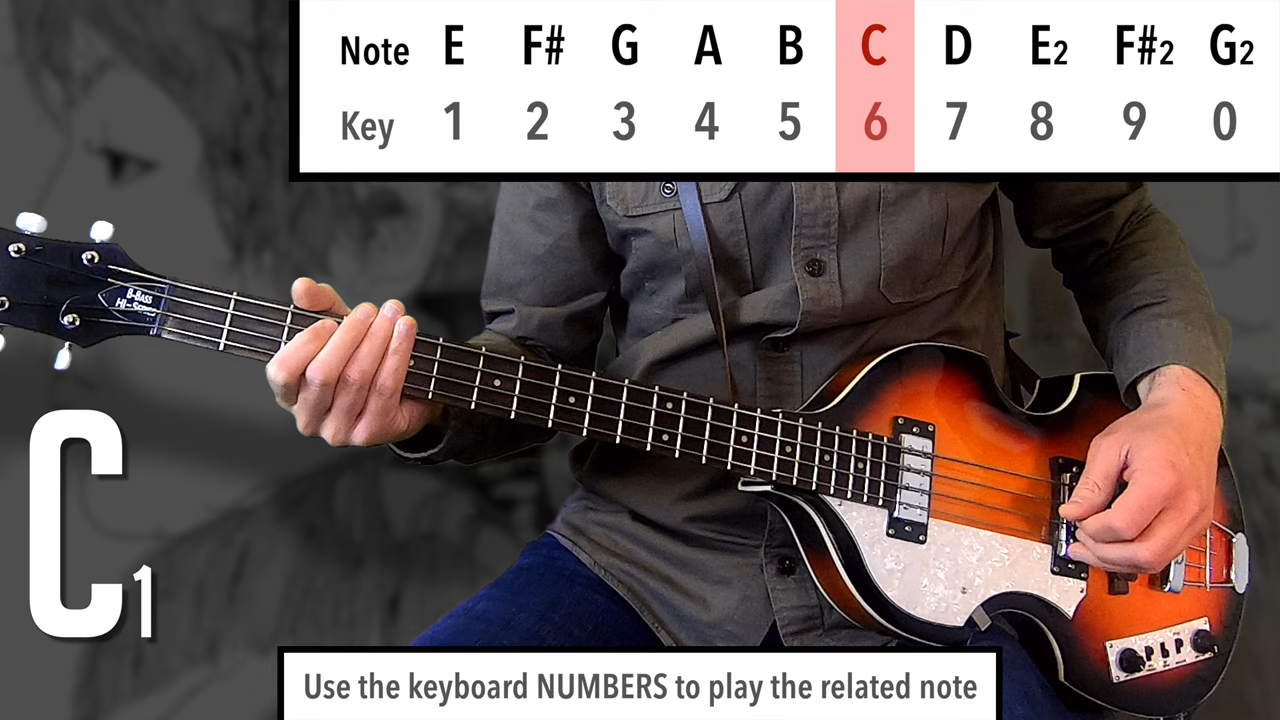 Note E F# G A B C D E2 F#2 G2
Key 1 2 3 4 5 6 7 8 9 0
B-BASS
C1
Use the keyboard NUMBERS to play the related note